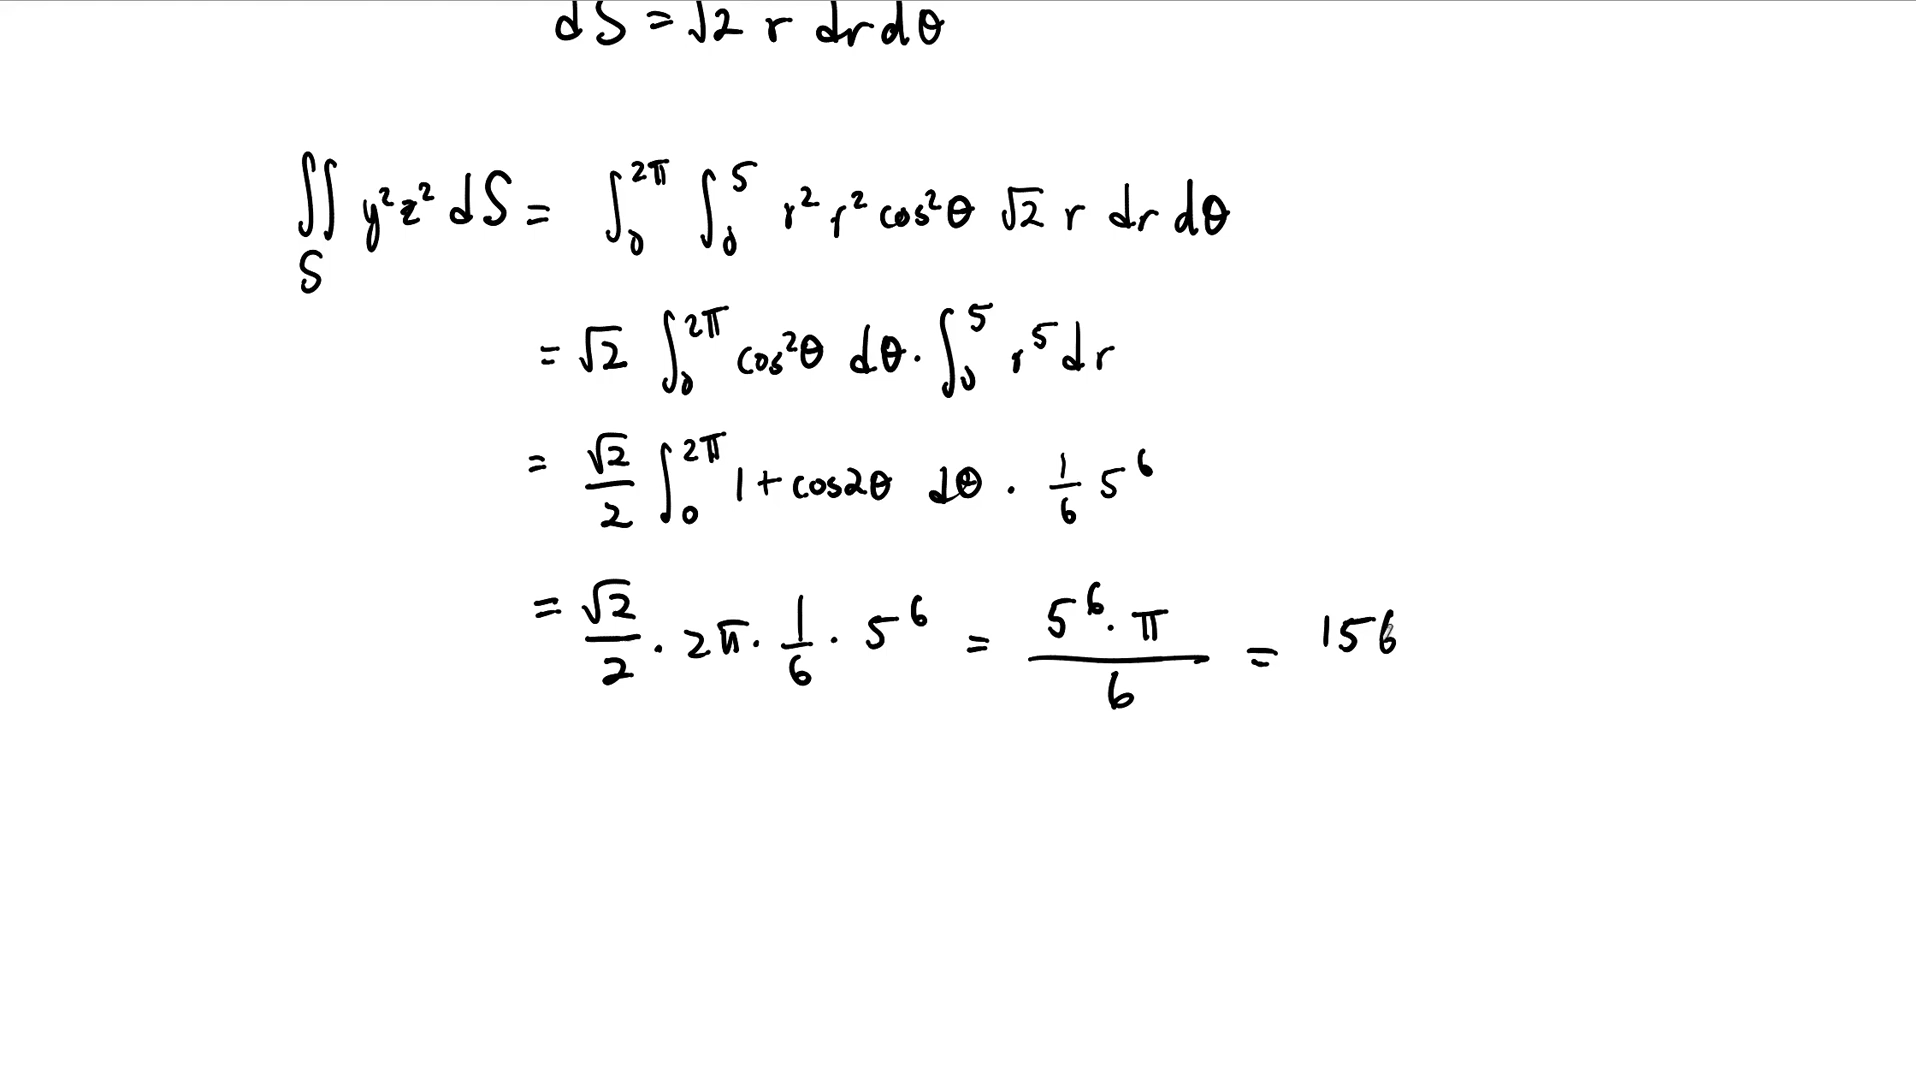 dS = √2 r dr dθ
∬_S y²z² dS = ∫_0^{2π} ∫_0^5 r² r² cos²θ √2 r dr dθ
= √2 ∫_0^{2π} cos²θ dθ · ∫_0^5 r⁵ dr
= √2/2 ∫_0^{2π} 1 + cos2θ dθ · 1/6 5⁶
= √2/2 · 2π · 1/6 · 5⁶ = 5⁶ · π / 6 = 156